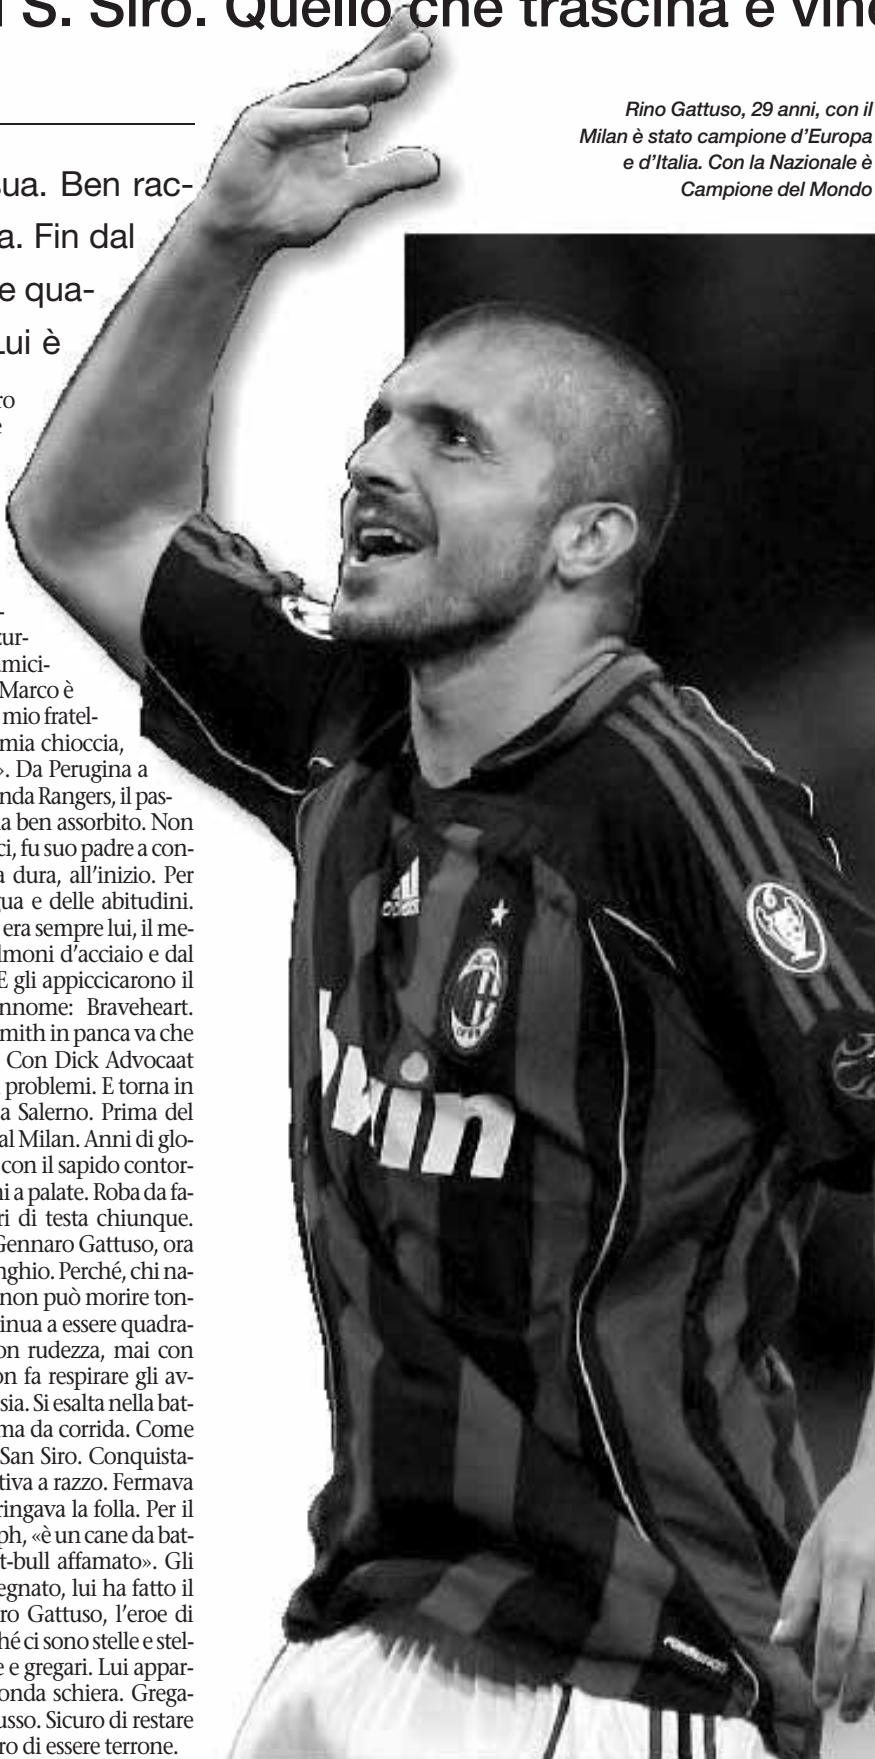 S. Siro. Quello che trascina e
Rino Gattuso, 29 anni, con il
Milan è stato campione d'Europa
e d'Italia. Con la Nazionale è
Campione del Mondo
sua. Ben rac-
a. Fin dal
e qua-
Lui è
ro
e
-
zur-
amici-
Marco è
mio fratel-
mia chioccia,
». Da Perugina a
nda Rangers, il pas-
a ben assorbito. Non
ci, fu suo padre a con-
a dura, all'inizio. Per
gua e delle abitudini.
era sempre lui, il me-
lmoni d'acciaio e dal
E gli appiccicarono il
nnome: Braveheart.
mith in panca va che
Con Dick Advocaat
problemi. E torna in
a Salerno. Prima del
al Milan. Anni di glo-
con il sapido contor-
ni a palate. Roba da fa-
ri di testa chiunque.
Gennaro Gattuso, ora
nghio. Perché, chi na-
non può morire ton-
inua a essere quadra-
on rudezza, mai con
on fa respirare gli av-
sia. Si esalta nella bat-
ma da corrida. Come
San Siro. Conquista-
tiva a razzo. Fermava
ringava la folla. Per il
ph, «è un cane da bat-
t-bull affamato». Gli
egnato, lui ha fatto il
ro Gattuso, l'eroe di
hé ci sono stelle e stel-
e e gregari. Lui appar-
onda schiera. Grega-
usso. Sicuro di restare
ro di essere terrone.
adidas
win